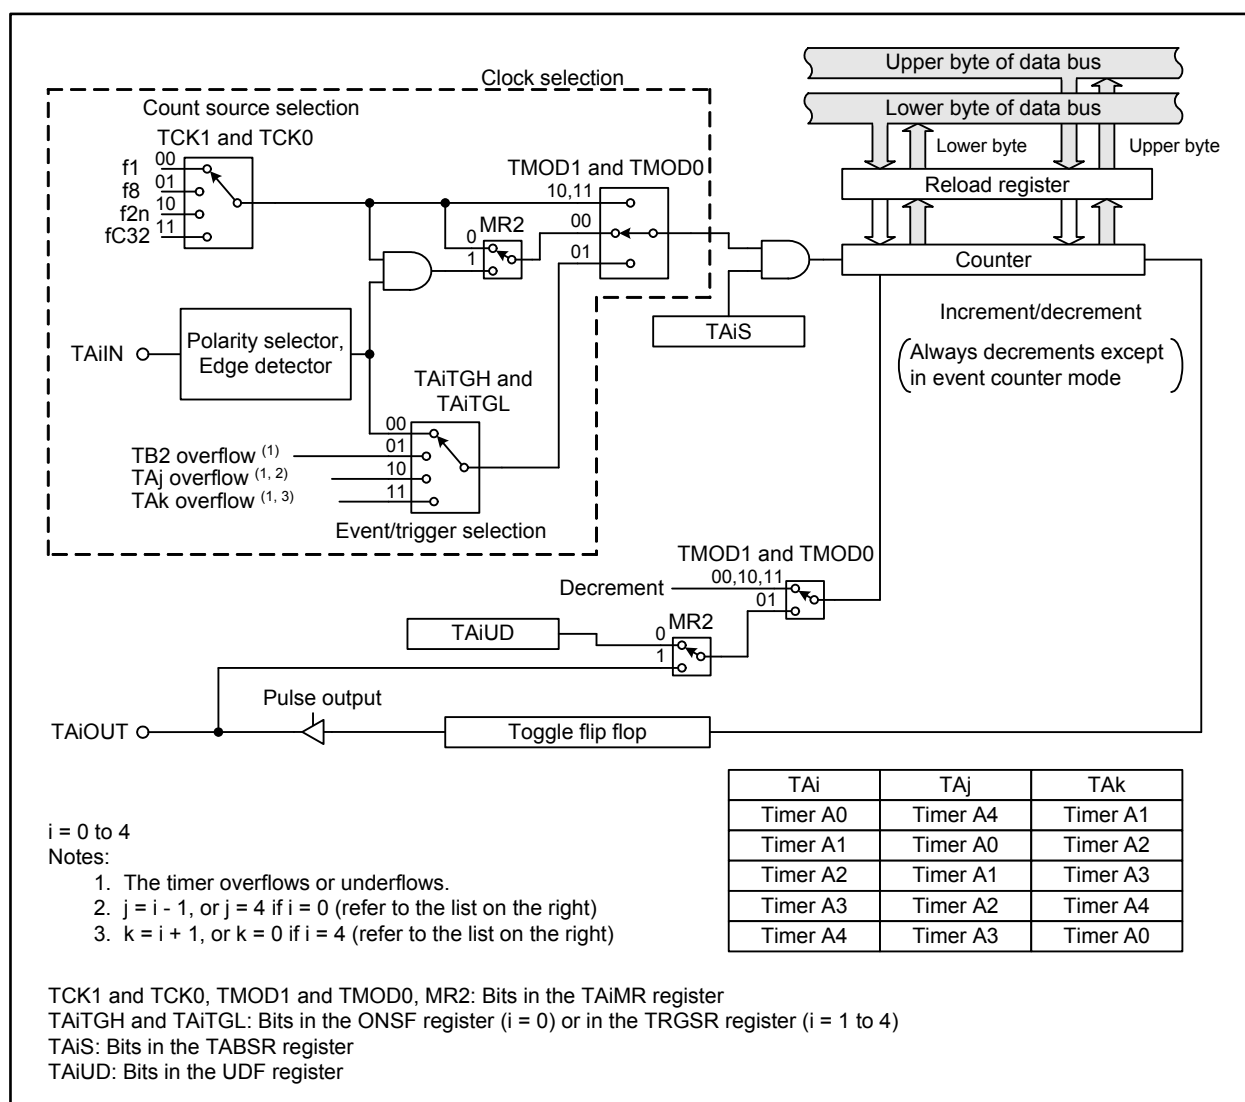 Upper byte of data bus
Clock selection
Lower byte of data bus
Count source selection
TCK1 and TCK0
Lower byte
Upper byte
f1 00
f8 01
f2n 10
fC32 11
TMOD1 and TMOD0
10,11
00
01
MR2
0
1
Reload register
Counter
TAiS
Increment/decrement
(Always decrements except
in event counter mode)
TAiIN
Polarity selector,
Edge detector
TAiTGH and
TAiTGL
00
01
10
11
TB2 overflow (1)
TAj overflow (1, 2)
TAk overflow (1, 3)
Event/trigger selection
TMOD1 and TMOD0
Decrement
00,10,11
01
MR2
TAiUD
0
1
Pulse output
TAiOUT
Toggle flip flop
TAi TAj TAk
Timer A0 Timer A4 Timer A1
Timer A1 Timer A0 Timer A2
Timer A2 Timer A1 Timer A3
Timer A3 Timer A2 Timer A4
Timer A4 Timer A3 Timer A0
i = 0 to 4
Notes:
1. The timer overflows or underflows.
2. j = i - 1, or j = 4 if i = 0 (refer to the list on the right)
3. k = i + 1, or k = 0 if i = 4 (refer to the list on the right)
TCK1 and TCK0, TMOD1 and TMOD0, MR2: Bits in the TAiMR register
TAiTGH and TAiTGL: Bits in the ONSF register (i = 0) or in the TRGSR register (i = 1 to 4)
TAiS: Bits in the TABSR register
TAiUD: Bits in the UDF register